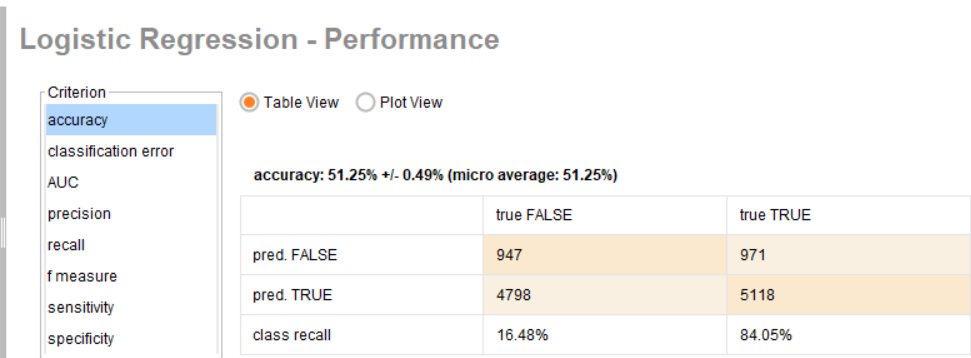 Logistic Regression - Performance
Criterion
accuracy
classification error
AUC
precision
recall
f measure
sensitivity
specificity
Table View Plot View
accuracy: 51.25% +/- 0.49% (micro average: 51.25%)
true FALSE true TRUE
pred. FALSE 947 971
pred. TRUE 4798 5118
class recall 16.48% 84.05%